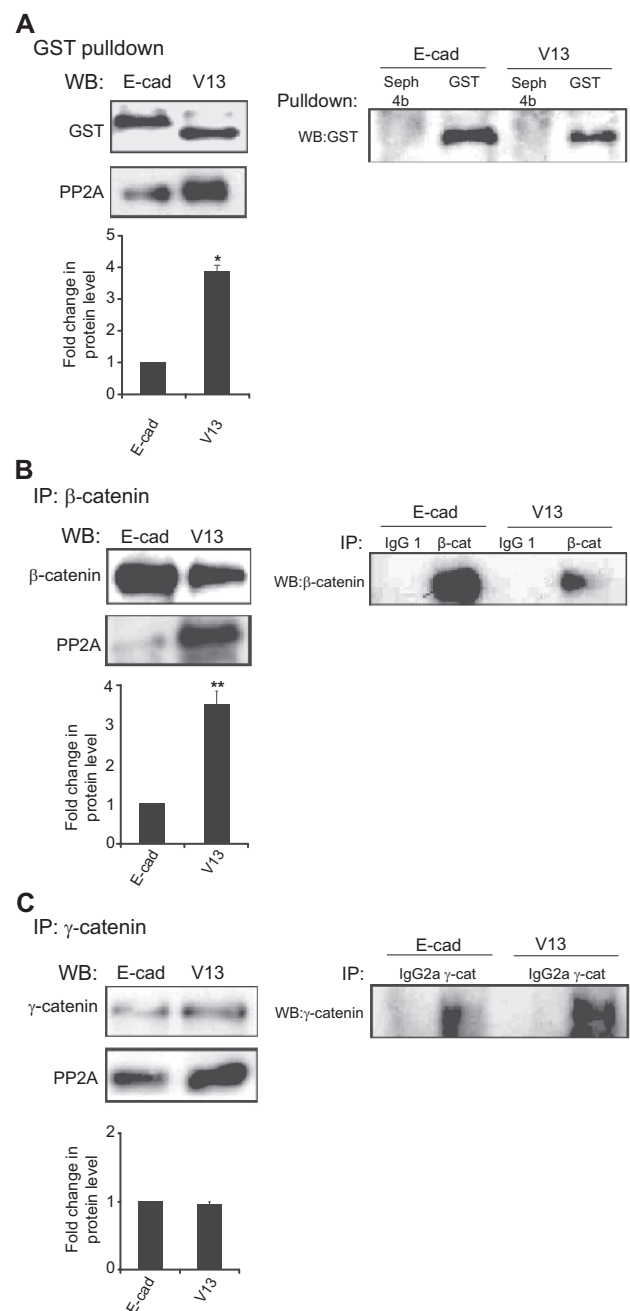 A
GST pulldown
WB: E-cad V13
GST
PP2A
Fold change in
protein level
5
4
3
2
1
0
*
E-cad
V13
E-cad V13
Seph
4b
GST
Seph
4b
GST
Pulldown:
WB:GST
B
IP: β-catenin
WB: E-cad V13
β-catenin
PP2A
Fold change in
protein level
4
3
2
1
0
**
E-cad
V13
E-cad V13
IP: IgG 1 β-cat IgG 1 β-cat
WB:β-catenin
C
IP: γ-catenin
WB: E-cad V13
γ-catenin
PP2A
Fold change in
protein level
2
1
0
E-cad
V13
E-cad V13
IP: IgG2a γ-cat IgG2a γ-cat
WB:γ-catenin